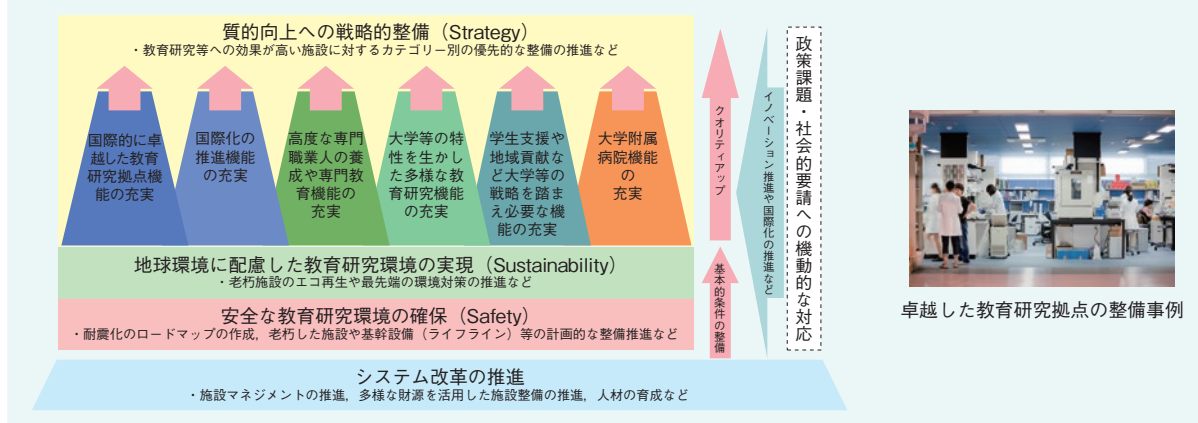 質的向上への戦略的整備（Strategy）
・教育研究等への効果が高い施設に対するカテゴリー別の優先的な整備の推進など
国際的に卓
越した教育
研究拠点機
能の充実
国際化の
推進機能
の充実
高度な専門
職業人の養
成や専門教
育機能の
充実
大学等の特
性を生かし
た多様な教
育研究機能の
充実
学生支援や
地域貢献な
ど大学等の
戦略を踏ま
え必要な機
能の充実
大学附属
病院機能
の
充実
地球環境に配慮した教育研究環境の実現（Sustainability）
・老朽施設のエコ再生や最先端の環境対策の推進など
安全な教育研究環境の確保（Safety）
・耐震化のロードマップの作成，老朽した施設や基幹設備（ライフライン）等の計画的な整備推進など
システム改革の推進
・施設マネジメントの推進，多様な財源を活用した施設整備の推進，人材の育成など
クオリティアップ
基本的条件の整備
イノベーション推進や国際化の推進など
政策課題・社会的要請への機動的な対応
卓越した教育研究拠点の整備事例